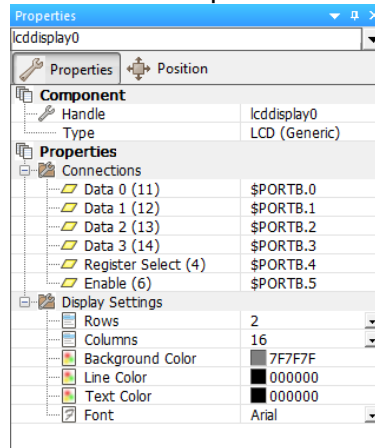 Properties
lcddisplay0
Properties Position
Component
Handle lcddisplay0
Type LCD (Generic)
Properties
Connections
Data 0 (11) $PORTB.0
Data 1 (12) $PORTB.1
Data 2 (13) $PORTB.2
Data 3 (14) $PORTB.3
Register Select (4) $PORTB.4
Enable (6) $PORTB.5
Display Settings
Rows 2
Columns 16
Background Color 7F7F7F
Line Color 000000
Text Color 000000
Font Arial